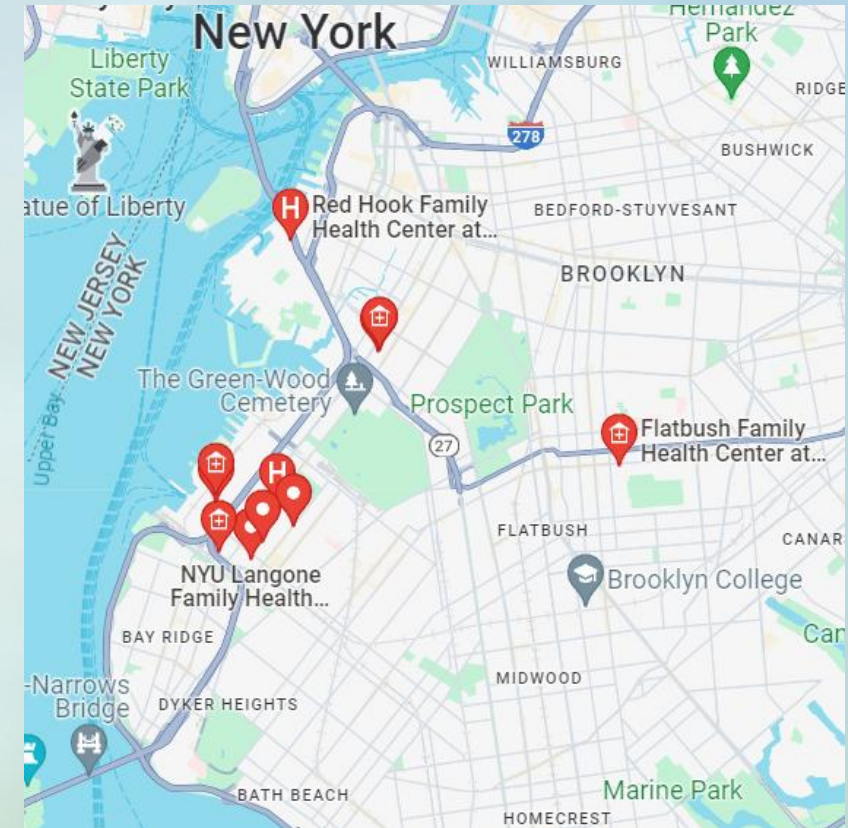 New York
Hernandez
Park
Liberty
State Park
WILLIAMSBURG
RIDGE
278
BUSHWICK
atue of Liberty
H
Red Hook Family
Health Center at...
BEDFORD-STUYVESANT
NEW JERSEY
NEW YORK
BROOKLYN
The Green-Wood
Cemetery
Prospect Park
Upper Bay
27
Flatbush Family
Health Center at...
H
FLATBUSH
CANAR
NYU Langone
Family Health...
Brooklyn College
BAY RIDGE
Can
-Narrows
Bridge
DYKER HEIGHTS
MIDWOOD
BATH BEACH
Marine Park
HOMECREST